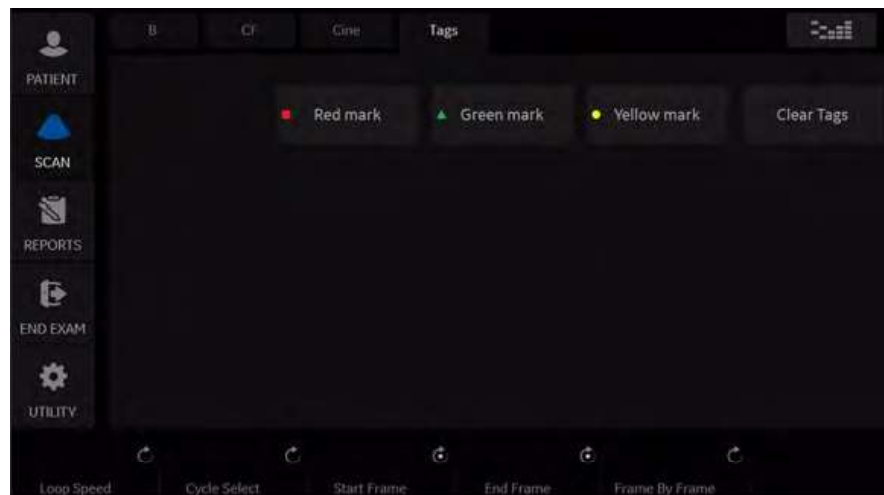 B CF Cine Tags
PATIENT
Red mark Green mark Yellow mark Clear Tags
SCAN
REPORTS
END EXAM
UTILITY
Loop Speed Cycle Select Start Frame End Frame Frame By Frame